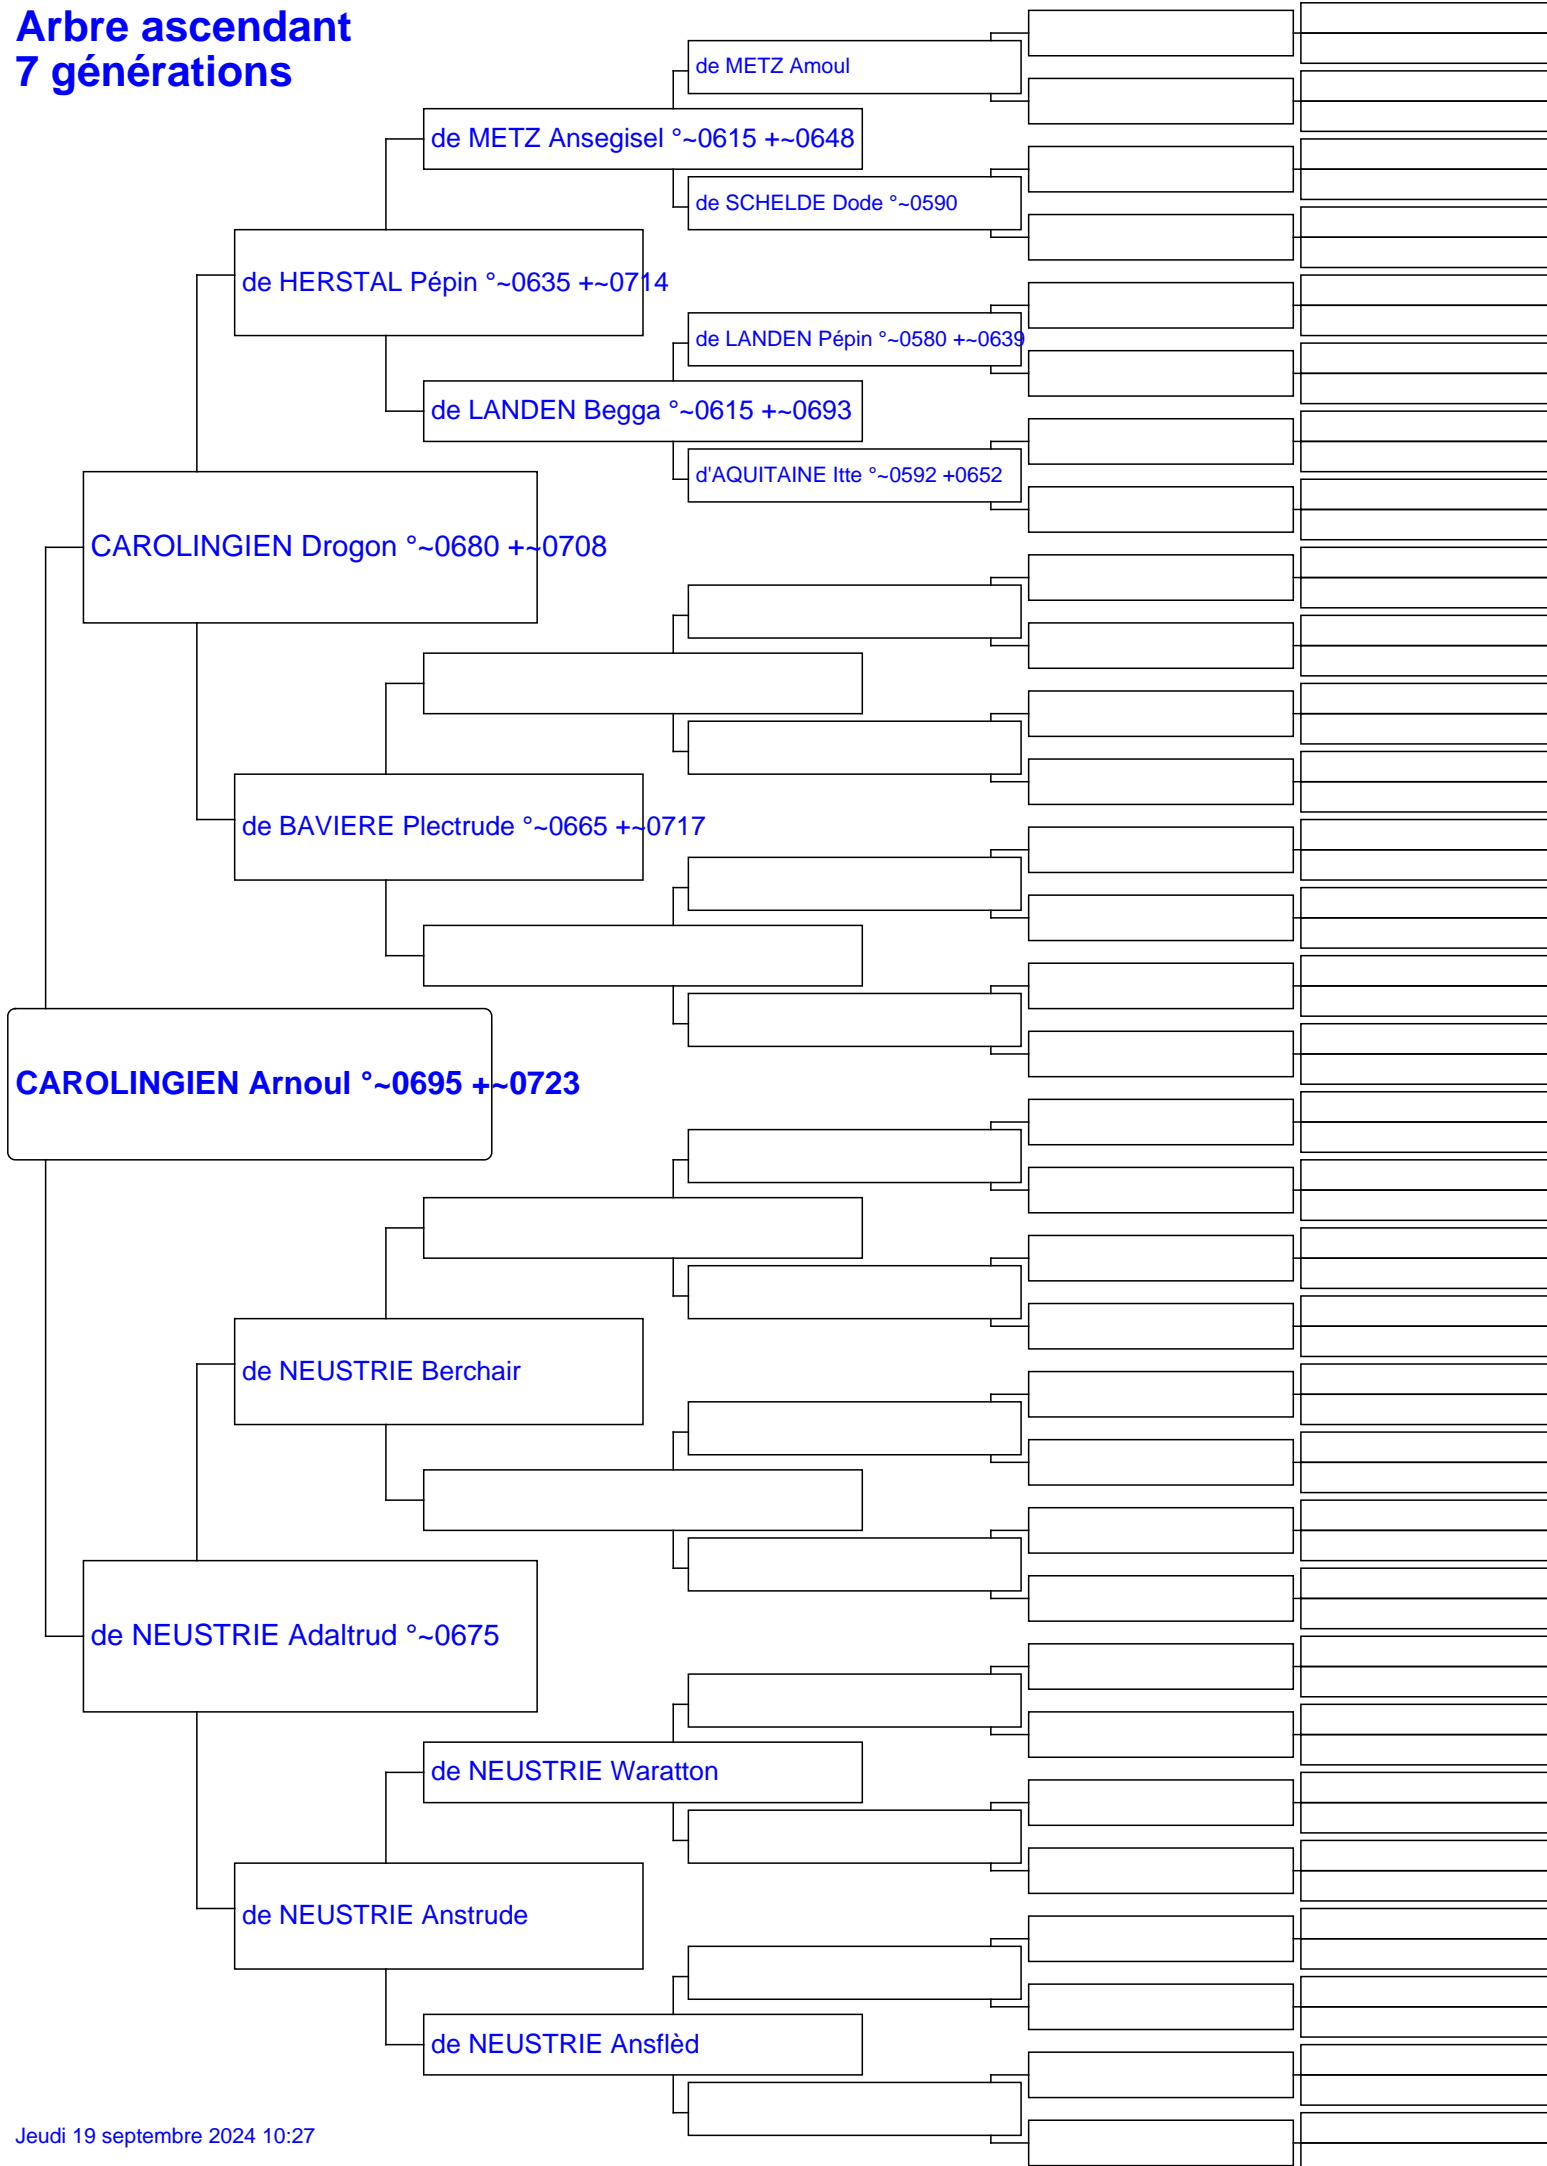 Arbre ascendant
7 générations
de METZ Amoul
de METZ Ansegisel °~0615 +~0648
de SCHELDE Dode °~0590
de HERSTAL Pépin °~0635 +~0714
de LANDEN Pépin °~0580 +~0639
de LANDEN Begga °~0615 +~0693
d'AQUITAINE Itte °~0592 +0652
CAROLINGIEN Drogon °~0680 +~0708
de BAVIERE Plectrude °~0665 +~0717
CAROLINGIEN Arnoul °~0695 +~0723
de NEUSTRIE Berchair
de NEUSTRIE Adaltrud °~0675
de NEUSTRIE Waratton
de NEUSTRIE Anstrude
de NEUSTRIE Ansflèd
Jeudi 19 septembre 2024 10:27